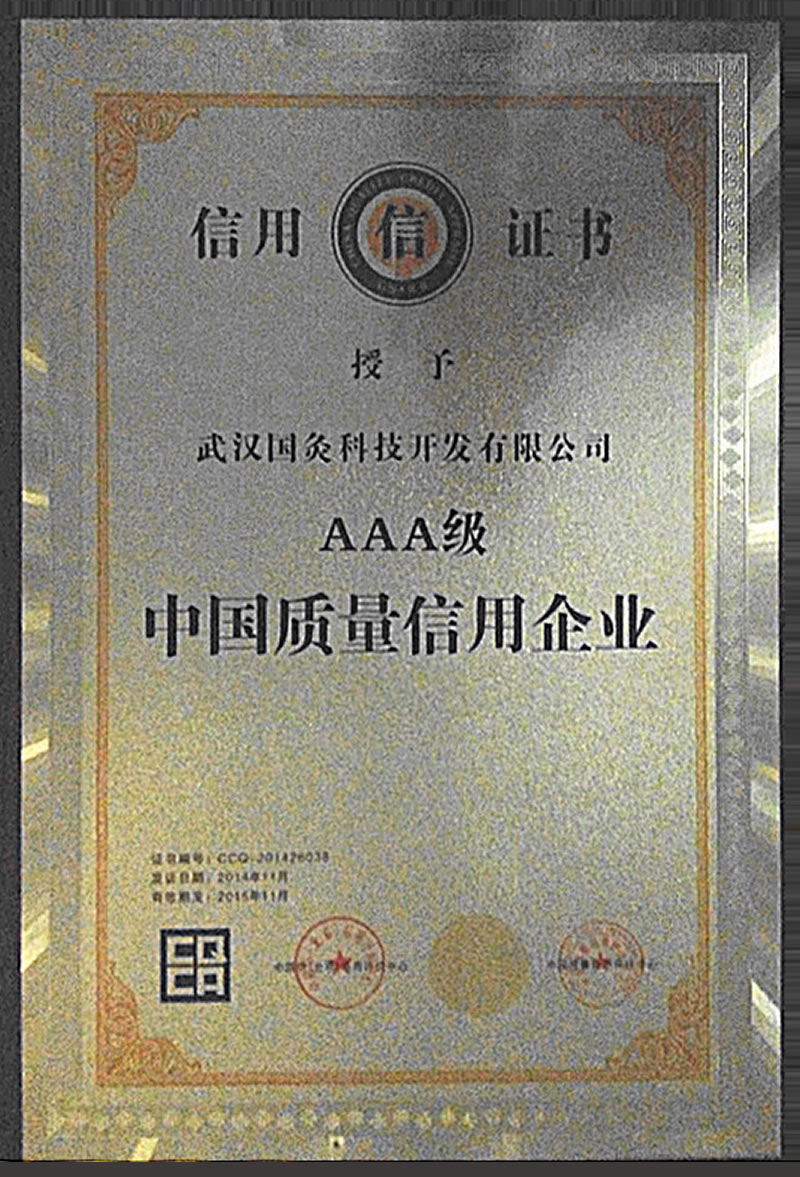 信用 信 证书
授予
武汉国灸科技开发有限公司
AAA级
中国质量信用企业
证书编号：CCQ-201426038
发证日期：2014年11月
有效期至：2015年11月
CQ
CA